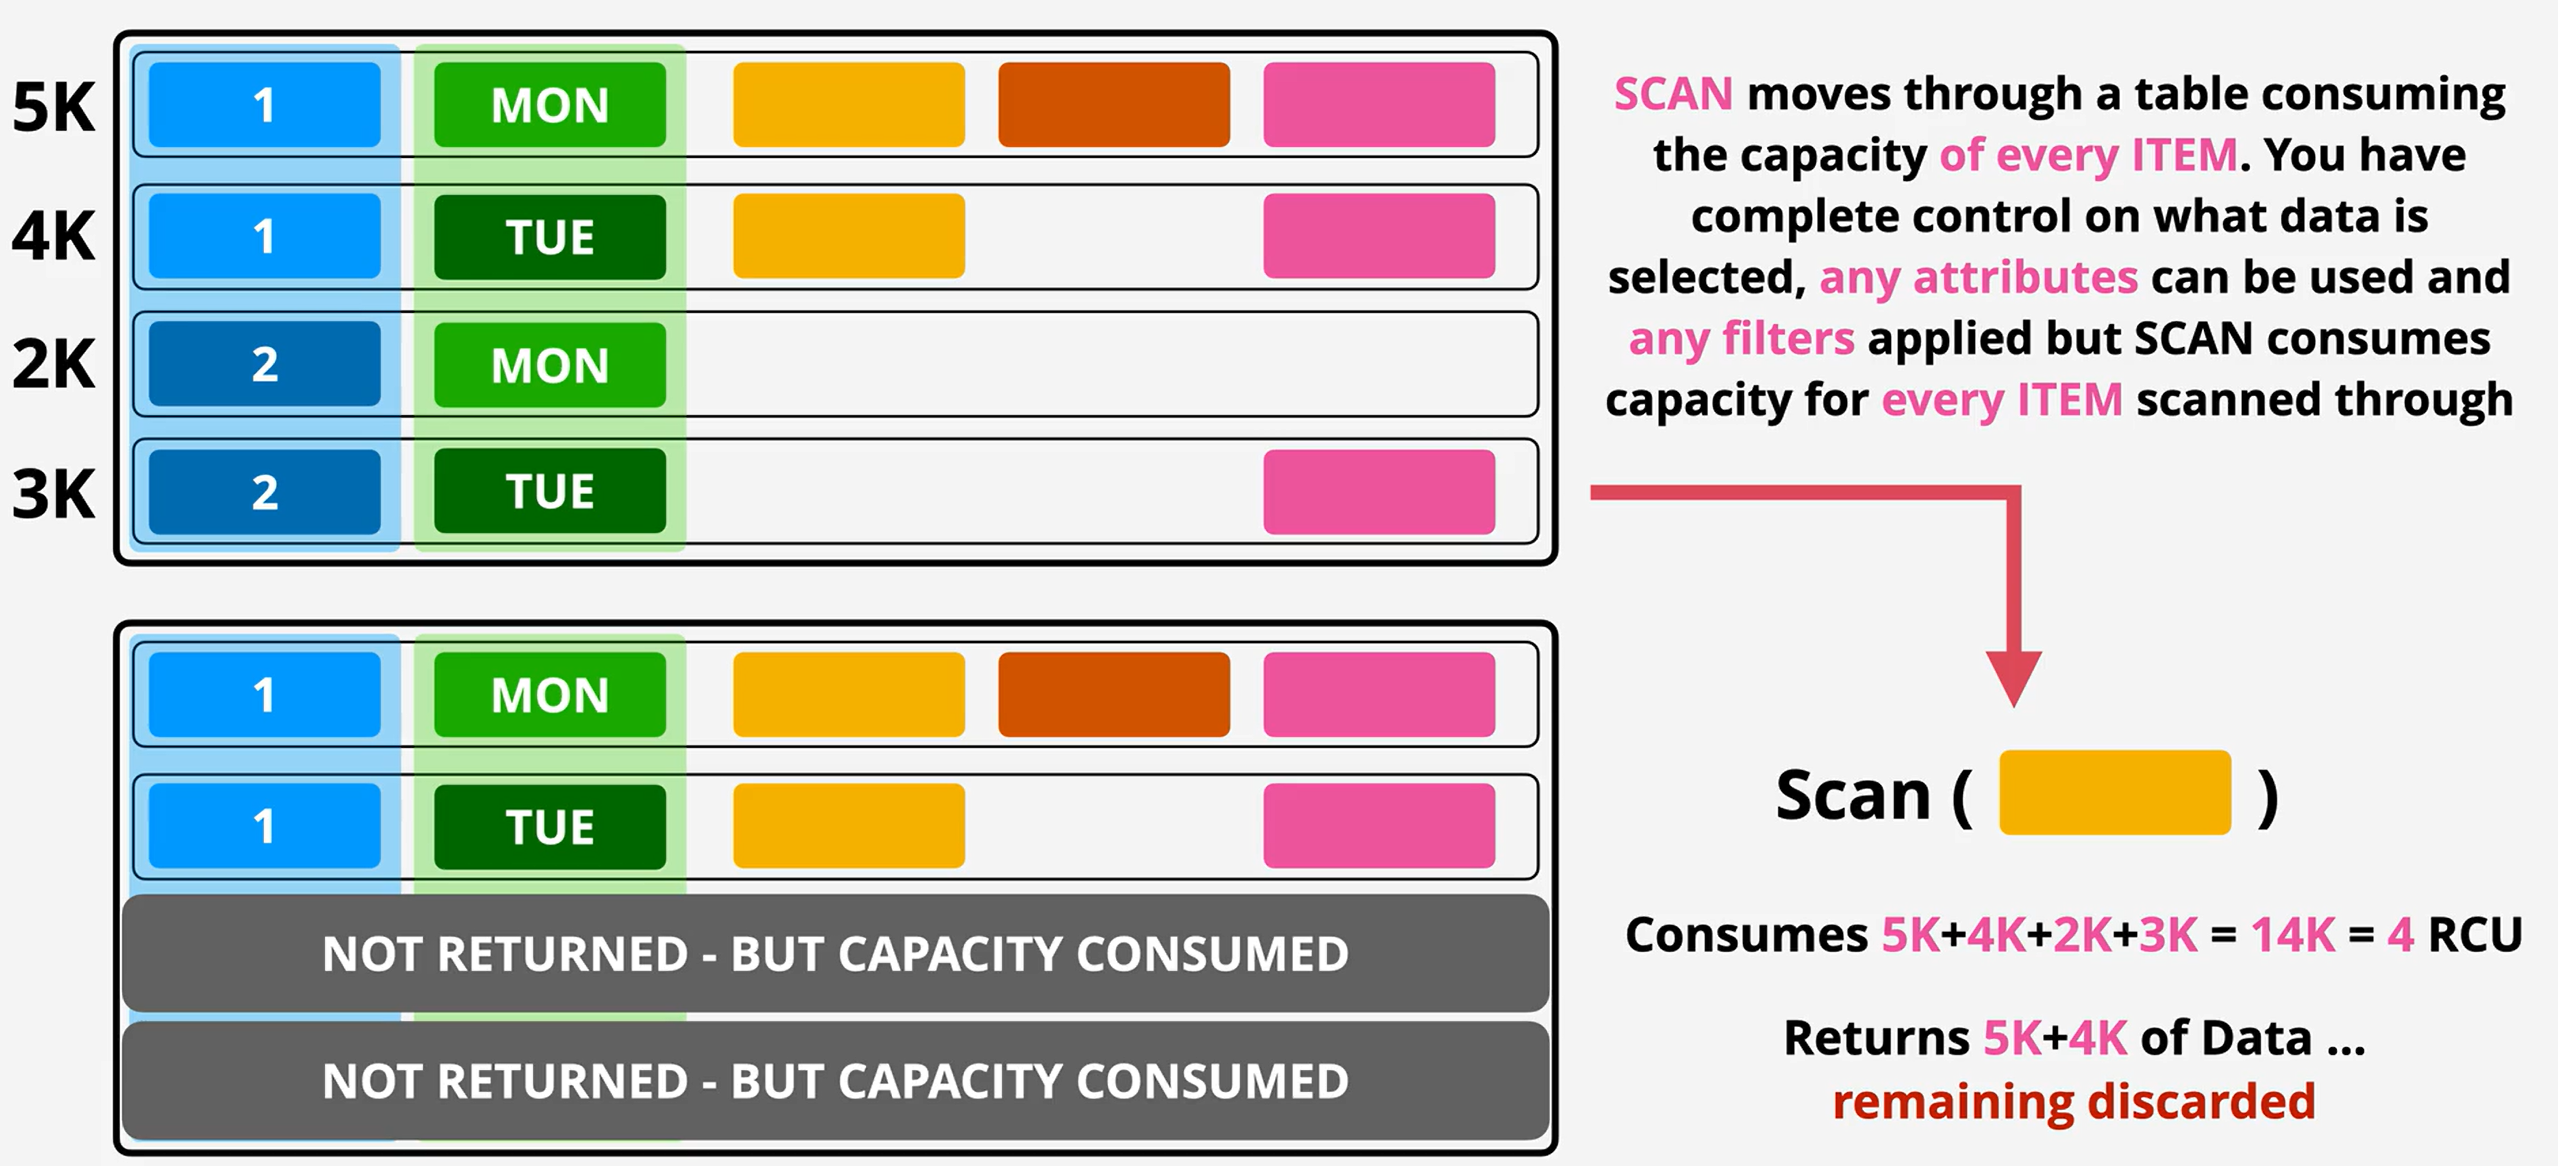 5K
1
MON
4K
1
TUE
2K
2
MON
3K
2
TUE
SCAN moves through a table consuming
the capacity of every ITEM. You have
complete control on what data is
selected, any attributes can be used and
any filters applied but SCAN consumes
capacity for every ITEM scanned through
1
MON
1
TUE
NOT RETURNED - BUT CAPACITY CONSUMED
NOT RETURNED - BUT CAPACITY CONSUMED
Scan ( )
Consumes 5K+4K+2K+3K = 14K = 4 RCU
Returns 5K+4K of Data ...
remaining discarded